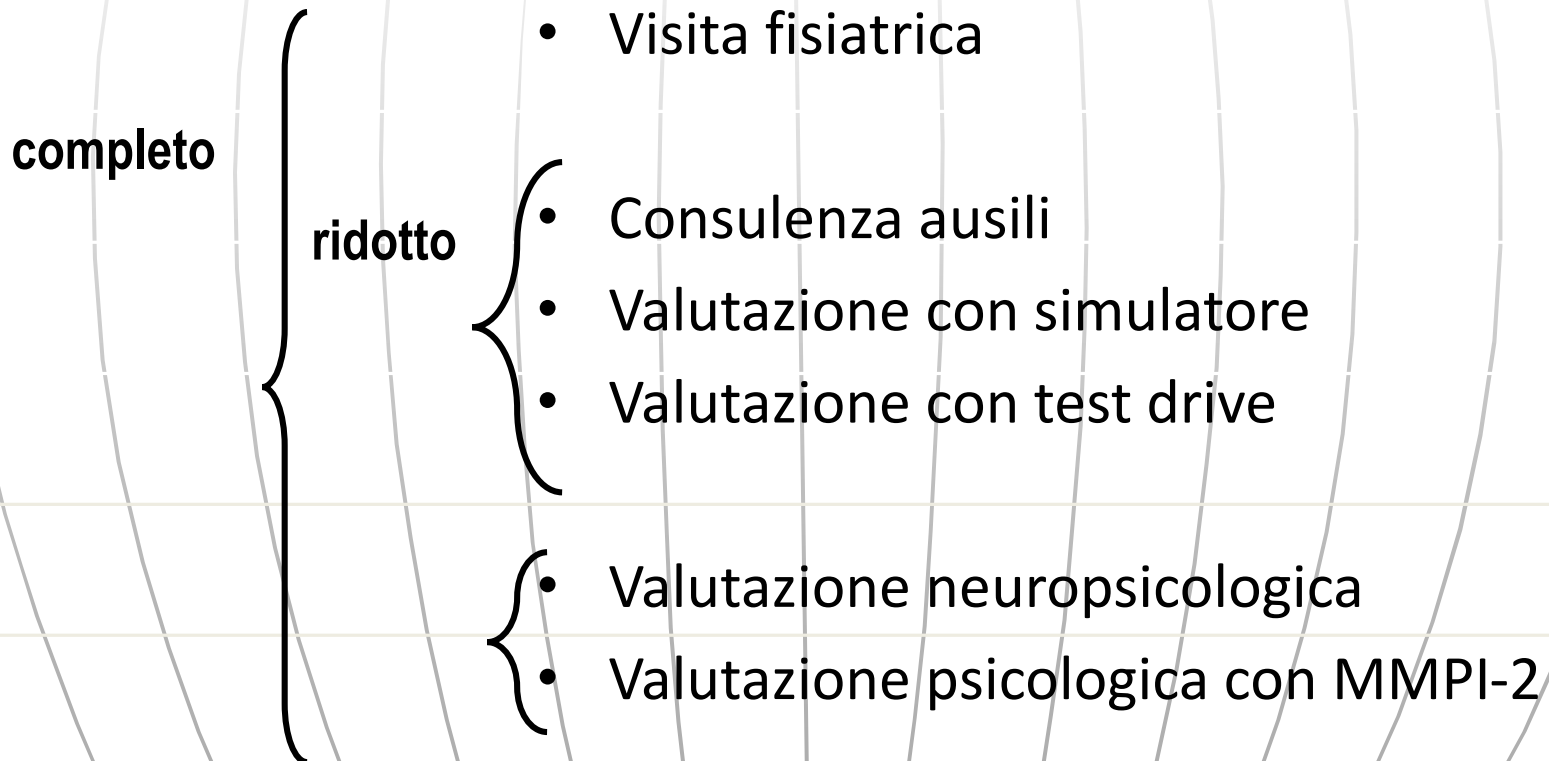 • Visita fisiatrica
completo
• Consulenza ausili
ridotto
• Valutazione con simulatore
• Valutazione con test drive
• Valutazione neuropsicologica
• Valutazione psicologica con MMPI-2